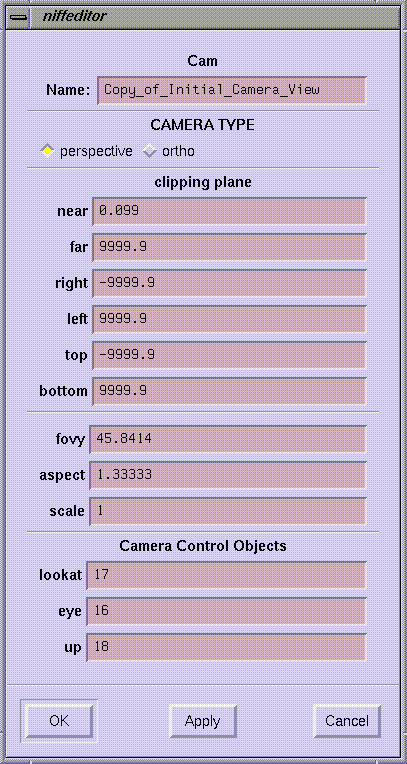 niffeditor
Cam
Name: Copy_of_Initial_Camera_View
CAMERA TYPE
perspective ortho
clipping plane
near 0.099
far 9999.9
right -9999.9
left 9999.9
top -9999.9
bottom 9999.9
fovy 45.8414
aspect 1.33333
scale 1
Camera Control Objects
lookat 17
eye 16
up 18
OK Apply Cancel